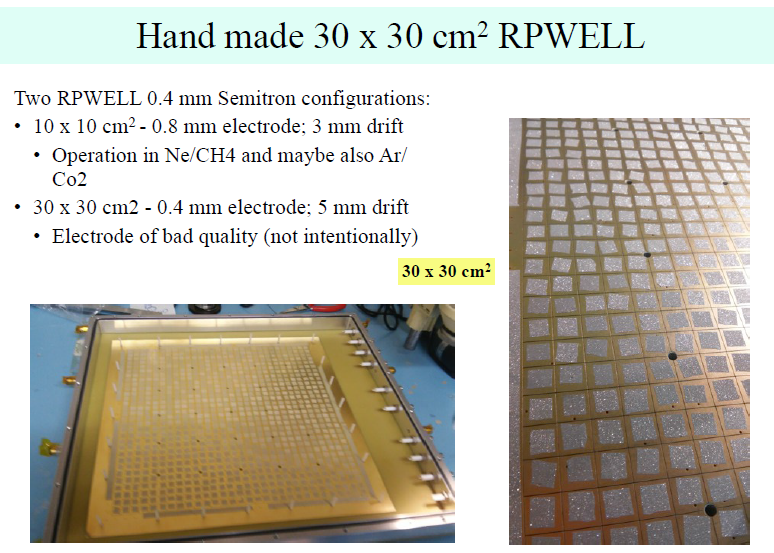 Hand made 30 x 30 cm² RPWELL
Two RPWELL 0.4 mm Semitron configurations:
• 10 x 10 cm² - 0.8 mm electrode; 3 mm drift
• Operation in Ne/CH4 and maybe also Ar/
Co2
• 30 x 30 cm2 - 0.4 mm electrode; 5 mm drift
• Electrode of bad quality (not intentionally)
30 x 30 cm²